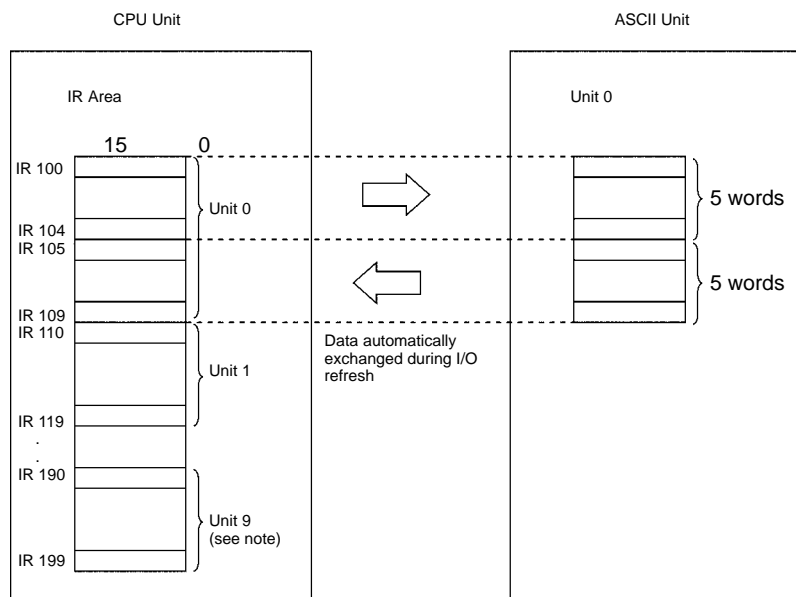 CPU Unit
ASCII Unit
IR Area
Unit 0
15 0
IR 100
IR 104
IR 105
IR 109
IR 110
IR 119
.
.
IR 190
IR 199
Unit 0
Unit 1
Unit 9
(see note)
Data automatically
exchanged during I/O
refresh
5 words
5 words